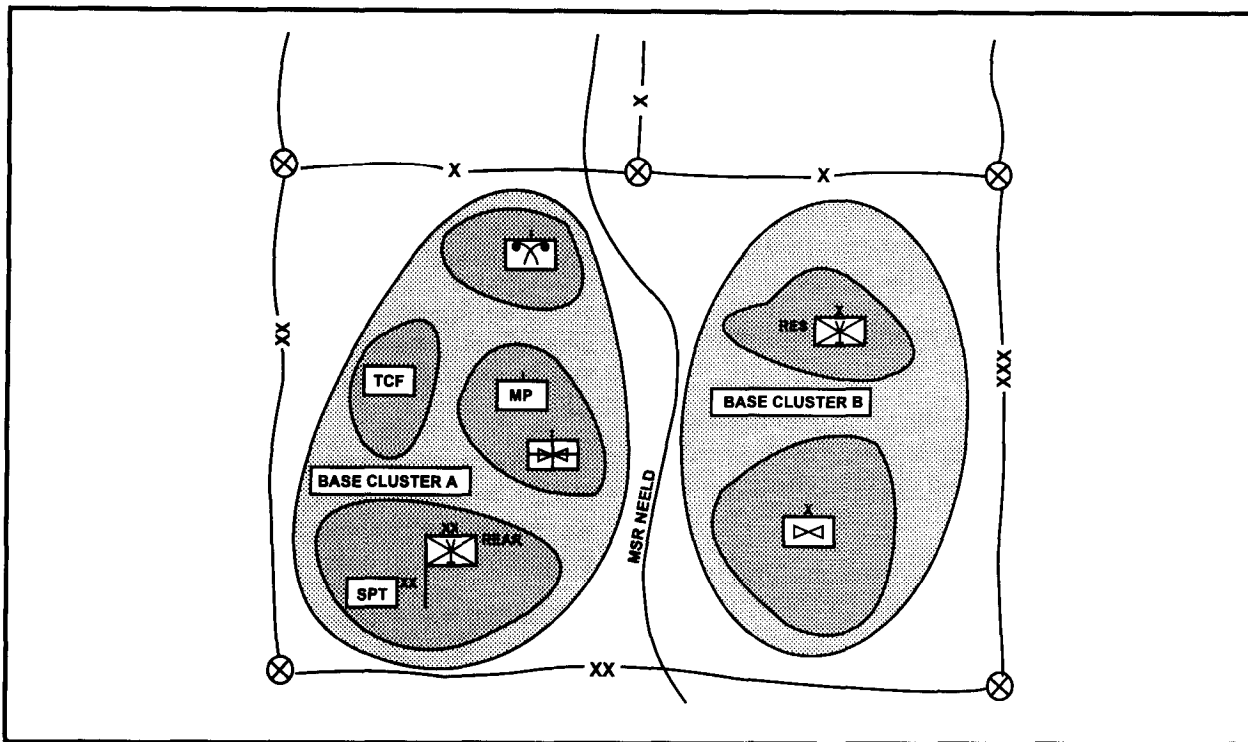 X
X
X
XX
XXX
TCF
MP
RES
X
BASE CLUSTER B
BASE CLUSTER A
MSR NEELD
X
XX
REAR
SPT
XX
XX